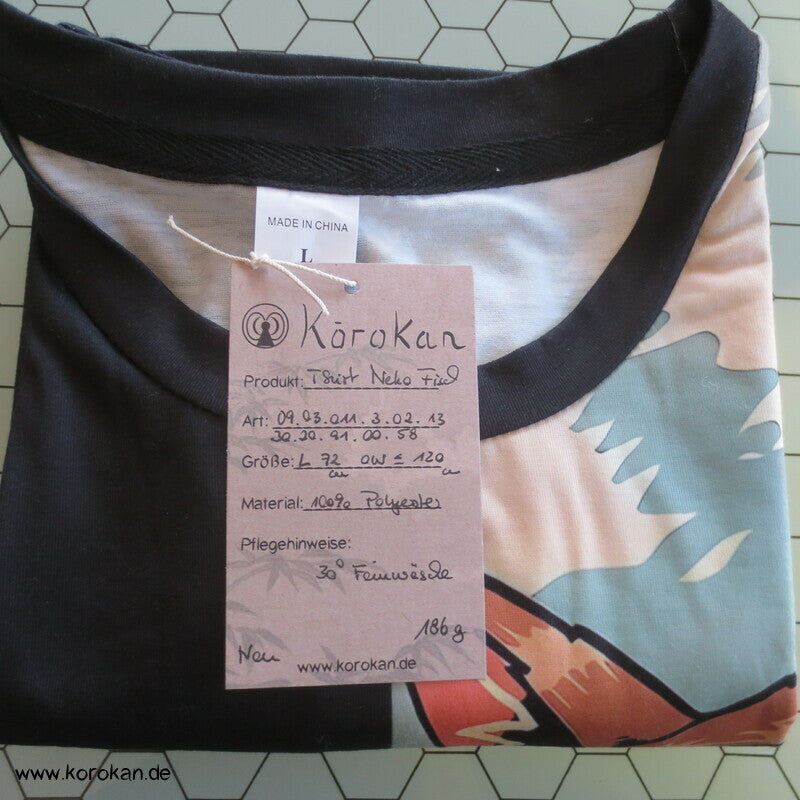 MADE IN CHINA
L
Kōrokan
Produkt: TShirt Neko Fisch
Art: 09.03.011.3.02.13
30.20.91.00.58
Größe: L 72 OW ≤ 120
cm cm
Material: 100% Polyester
Pflegehinweise:
30° Feinwäsche
186 g
Neu
www.korokan.de
www.korokan.de